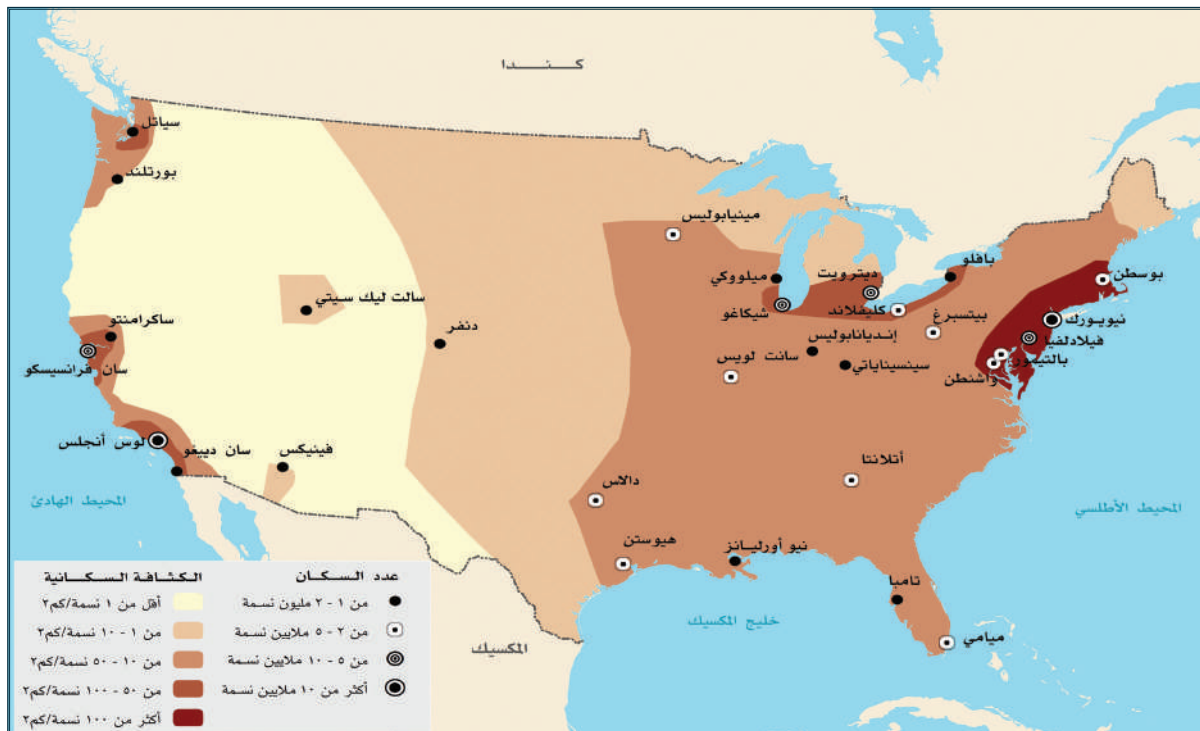 كـنـدا
سياتل
بورتلند
مينيابوليس
بافلو
ديترويت
ميلووكي
بوسطن
سالت ليك سيتي
كليفلاند
شيكاغو
بيتسبرغ
نيويورك
ساكرامنتو
دنفر
إنديانابوليس
فيلادلفيا
سانت لويس
بالتيمور
سان فرانسيسكو
سينسيناياتي
واشنطن
لوس أنجلس
سان دييغو
فينيكس
أتلانتا
دالاس
المحيط الهادئ
المحيط الأطلسي
هيوستن
نيو أورليانز
تامبا
خليج المكسيك
ميامي
المكسيك
عدد السكان
من ١ - ٢ مليون نسمة
من ٢ - ٥ ملايين نسمة
من ٥ - ١٠ ملايين نسمة
أكثر من ١٠ ملايين نسمة
الكثافة السكانية
أقل من ١ نسمة/كم٢
من ١ - ١٠ نسمة/كم٢
من ١٠ - ٥٠ نسمة/كم٢
من ٥٠ - ١٠٠ نسمة/كم٢
أكثر من ١٠٠ نسمة/كم٢